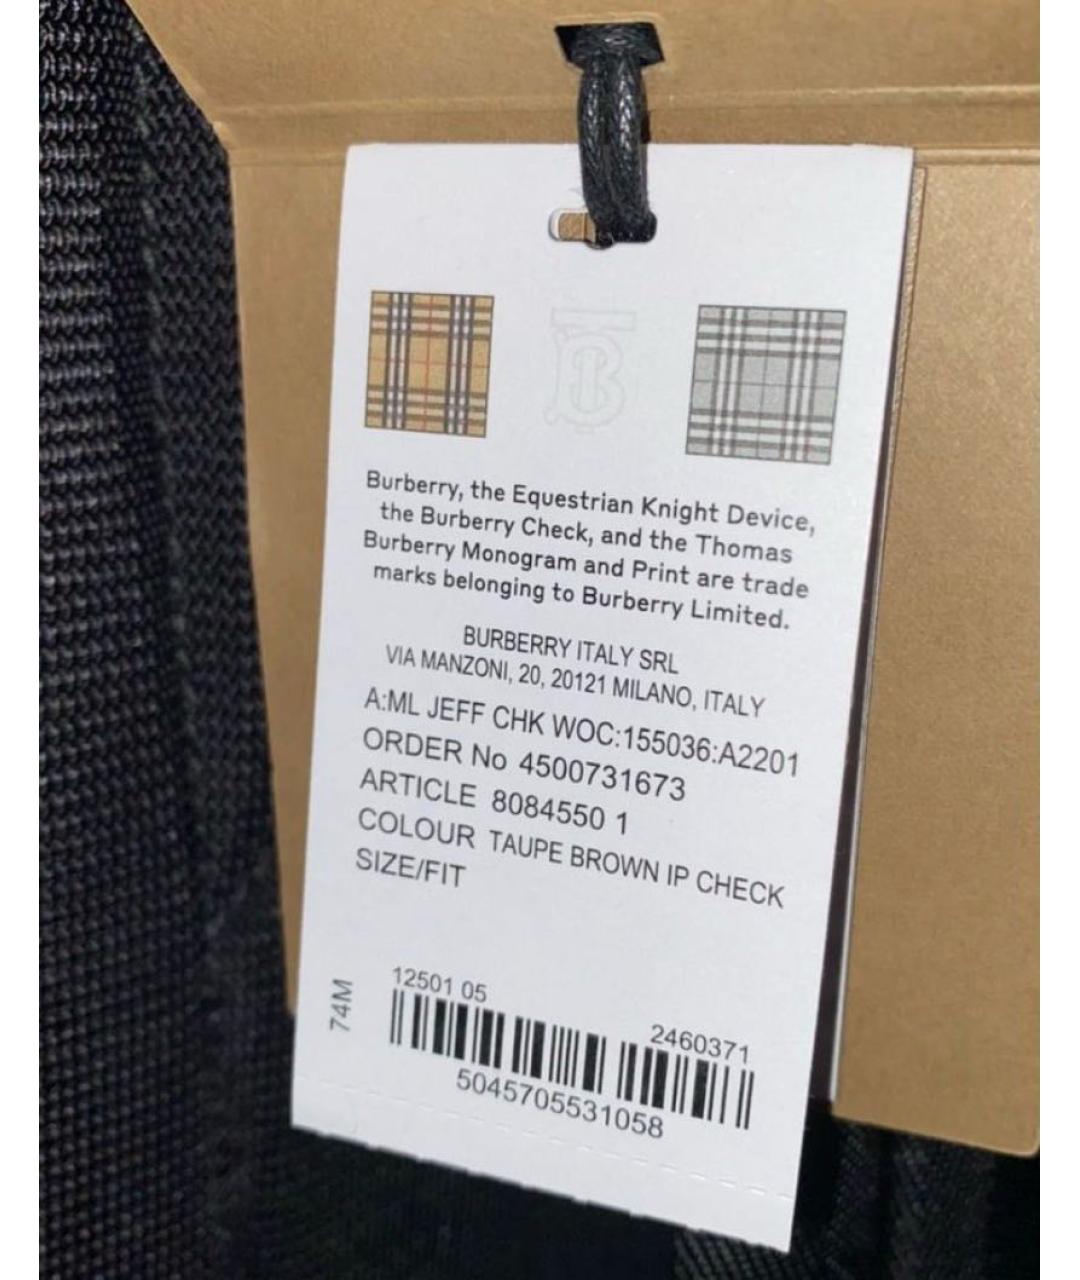 Burberry, the Equestrian Knight Device,
the Burberry Check, and the Thomas
Burberry Monogram and Print are trade
marks belonging to Burberry Limited.
BURBERRY ITALY SRL
VIA MANZONI, 20, 20121 MILANO, ITALY
A:ML JEFF CHK WOC:155036:A2201
ORDER No 4500731673
ARTICLE 8084550 1
COLOUR TAUPE BROWN IP CHECK
SIZE/FIT
74M
12501 05
2460371
5045705531058